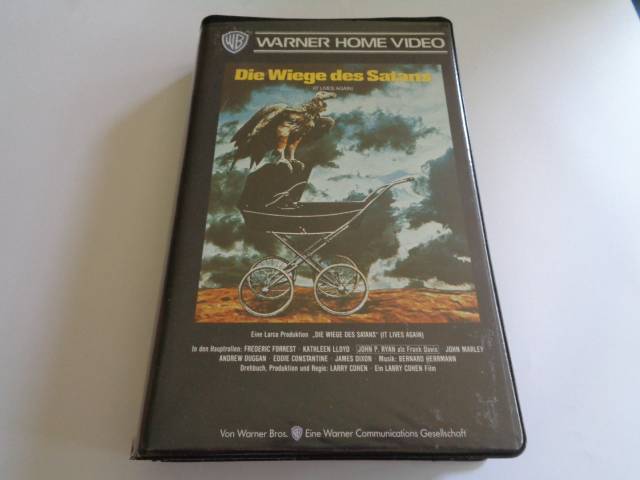 WB WARNER HOME VIDEO
Die Wiege des Satans
(IT LIVES AGAIN)
Eine Larco Produktion „DIE WIEGE DES SATANS" (IT LIVES AGAIN)
In den Hauptrollen: FREDERIC FORREST · KATHLEEN LLOYD · JOHN P. RYAN als Frank Davis · JOHN MARLEY
ANDREW DUGGAN · EDDIE CONSTANTINE · JAMES DIXON · Musik: BERNARD HERRMANN
Drehbuch, Produktion und Regie: LARRY COHEN · Ein LARRY COHEN Film
Von Warner Bros. WB Eine Warner Communications Gesellschaft